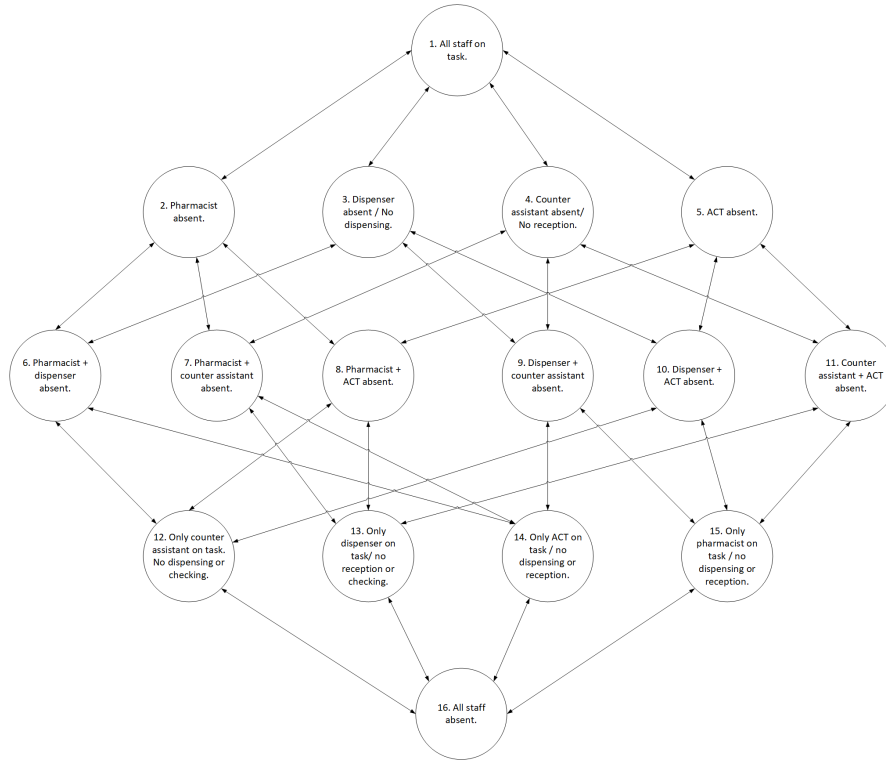 1. All staff on
task.
2. Pharmacist
absent.
3. Dispenser
absent / No
dispensing.
4. Counter
assistant absent/
No reception.
5. ACT absent.
6. Pharmacist +
dispenser
absent.
7. Pharmacist +
counter assistant
absent.
8. Pharmacist +
ACT absent.
9. Dispenser +
counter assistant
absent.
10. Dispenser +
ACT absent.
11. Counter
assistant + ACT
absent.
12. Only counter
assistant on task.
No dispensing or
checking.
13. Only
dispenser on
task/ no
reception or
checking.
14. Only ACT on
task / no
dispensing or
reception.
15. Only
pharmacist on
task / no
dispensing or
reception.
16. All staff
absent.